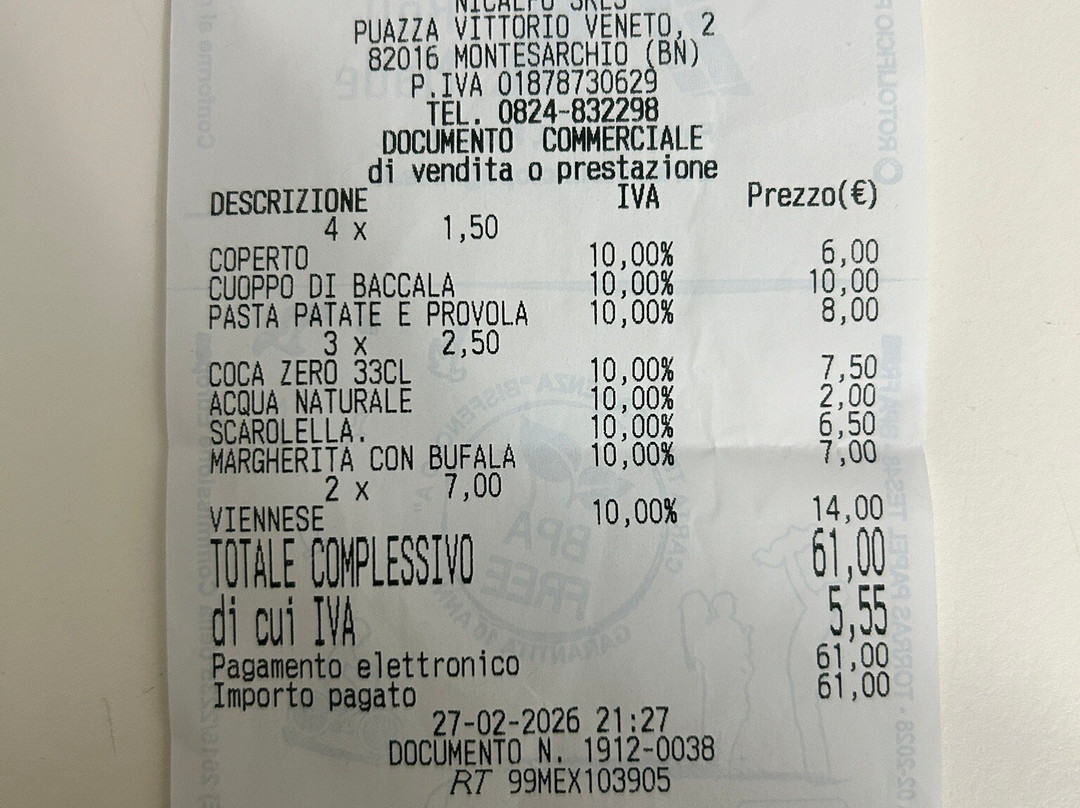 PUAZZA VITTORIO VENETO, 2
82016 MONTESARCHIO (BN)
P.IVA 01878730629
TEL. 0824-832298
DOCUMENTO COMMERCIALE
di vendita o prestazione
DESCRIZIONE IVA Prezzo(€)
4 x 1,50
COPERTO 10,00% 6,00
CUOPPO DI BACCALA 10,00% 10,00
PASTA PATATE E PROVOLA 10,00% 8,00
3 x 2,50
COCA ZERO 33CL 10,00% 7,50
ACQUA NATURALE 10,00% 2,00
SCAROLELLA. 10,00% 6,50
MARGHERITA CON BUFALA 10,00% 7,00
2 x 7,00
VIENNESE 10,00% 14,00
TOTALE COMPLESSIVO 61,00
di cui IVA 5,55
Pagamento elettronico 61,00
Importo pagato 61,00
27-02-2026 21:27
DOCUMENTO N. 1912-0038
RT 99MEX103905
BPA
FREE